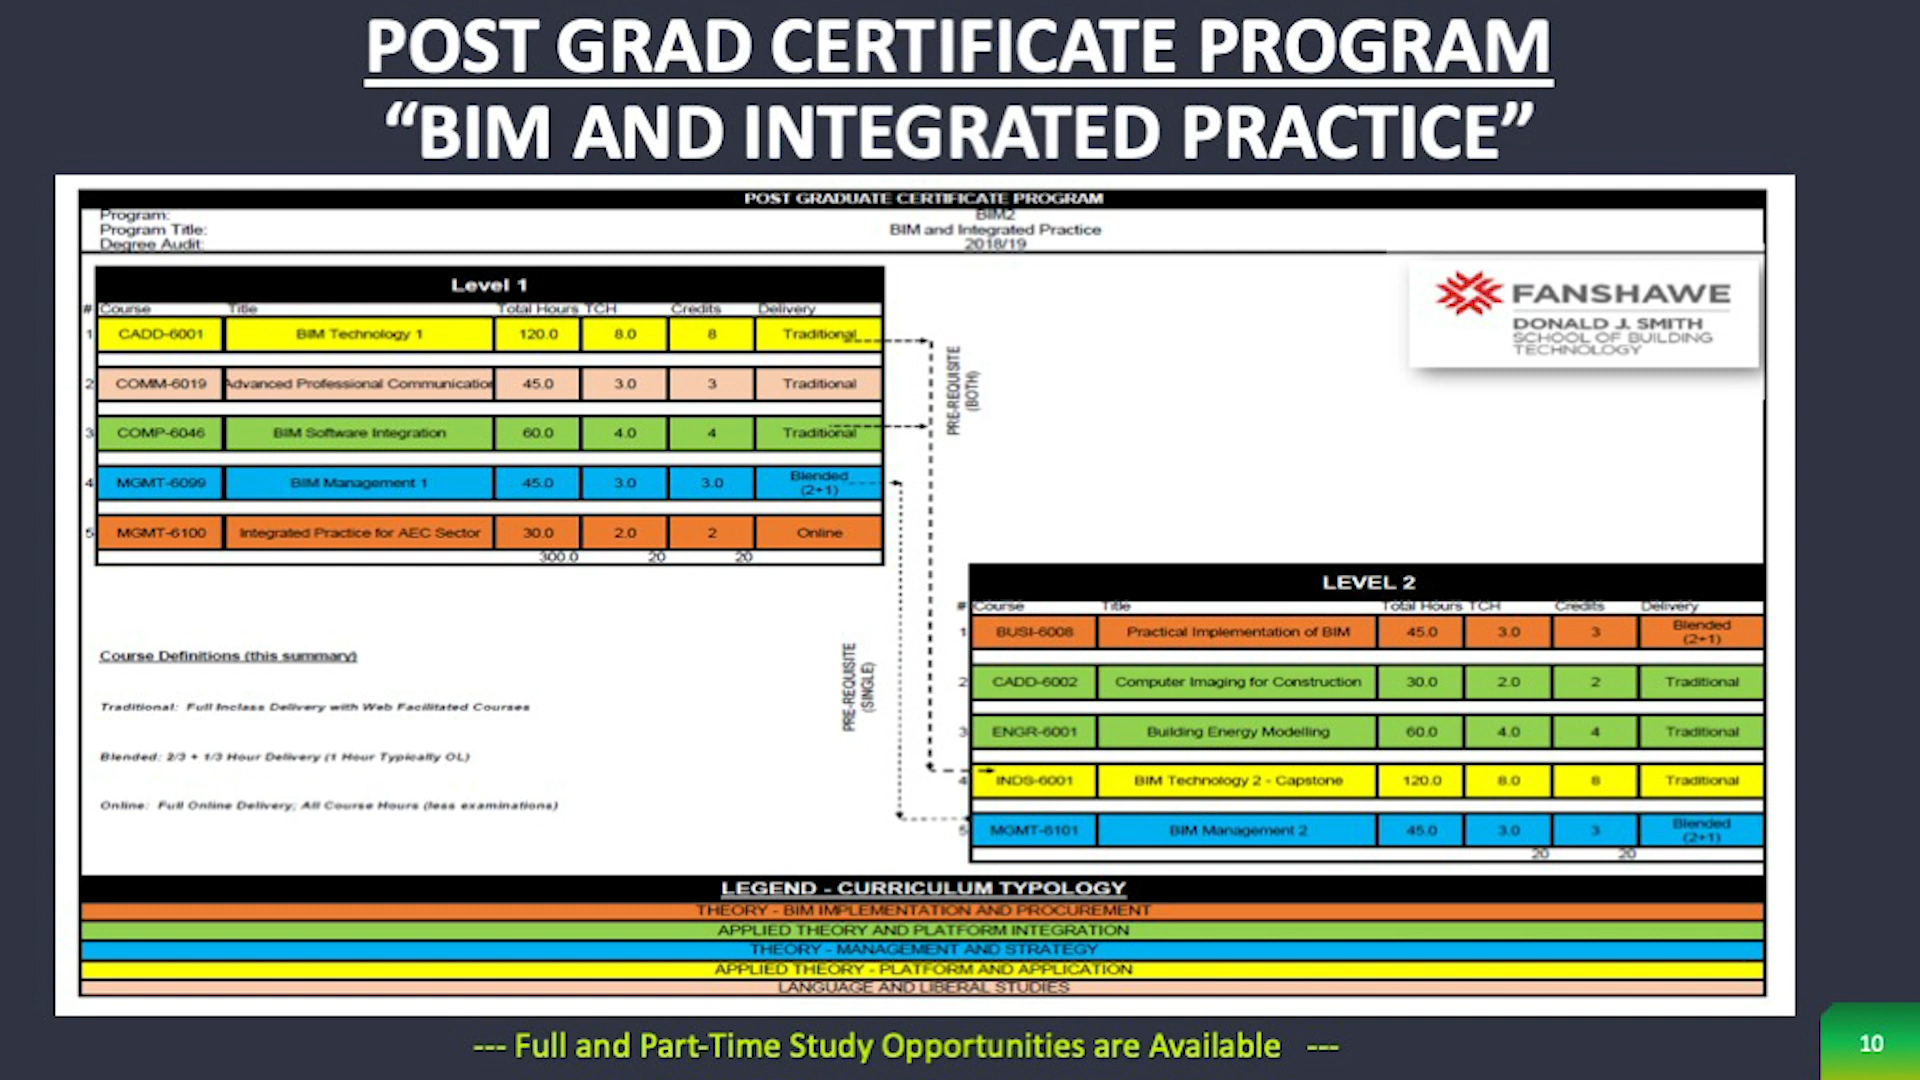 POST GRAD CERTIFICATE PROGRAM
“BIM AND INTEGRATED PRACTICE”
POST GRADUATE CERTIFICATE PROGRAM
Program: BIM2
Program Title: BIM and Integrated Practice
Degree Audit: 2018/19
FANSHAWE
DONALD J. SMITH
SCHOOL OF BUILDING
TECHNOLOGY
Level 1
# Course Title Total Hours TCH Credits Delivery
1 CADD-6001 BIM Technology 1 120.0 8.0 8 Traditional
2 COMM-6019 Advanced Professional Communication 45.0 3.0 3 Traditional
3 COMP-6046 BIM Software Integration 60.0 4.0 4 Traditional
4 MGMT-6099 BIM Management 1 45.0 3.0 3.0 Blended (2+1)
5 MGMT-6100 Integrated Practice for AEC Sector 30.0 2.0 2 Online
300.0 20 20
PRE-REQUISITE
(BOTH)
PRE-REQUISITE
(SINGLE)
LEVEL 2
# Course Title Total Hours TCH Credits Delivery
1 BUSI-6008 Practical Implementation of BIM 45.0 3.0 3 Blended (2+1)
2 CADD-6002 Computer Imaging for Construction 30.0 2.0 2 Traditional
3 ENGR-6001 Building Energy Modelling 60.0 4.0 4 Traditional
4 INDS-6001 BIM Technology 2 - Capstone 120.0 8.0 8 Traditional
5 MGMT-6101 BIM Management 2 45.0 3.0 3 Blended (2+1)
20 20
Course Definitions (this summary)
Traditional: Full Inclass Delivery with Web Facilitated Courses
Blended: 2/3 + 1/3 Hour Delivery (1 Hour Typically OL)
Online: Full Online Delivery; All Course Hours (less examinations)
LEGEND - CURRICULUM TYPOLOGY
THEORY - BIM IMPLEMENTATION AND PROCUREMENT
APPLIED THEORY AND PLATFORM INTEGRATION
THEORY - MANAGEMENT AND STRATEGY
APPLIED THEORY - PLATFORM AND APPLICATION
LANGUAGE AND LIBERAL STUDIES
--- Full and Part-Time Study Opportunities are Available ---
10